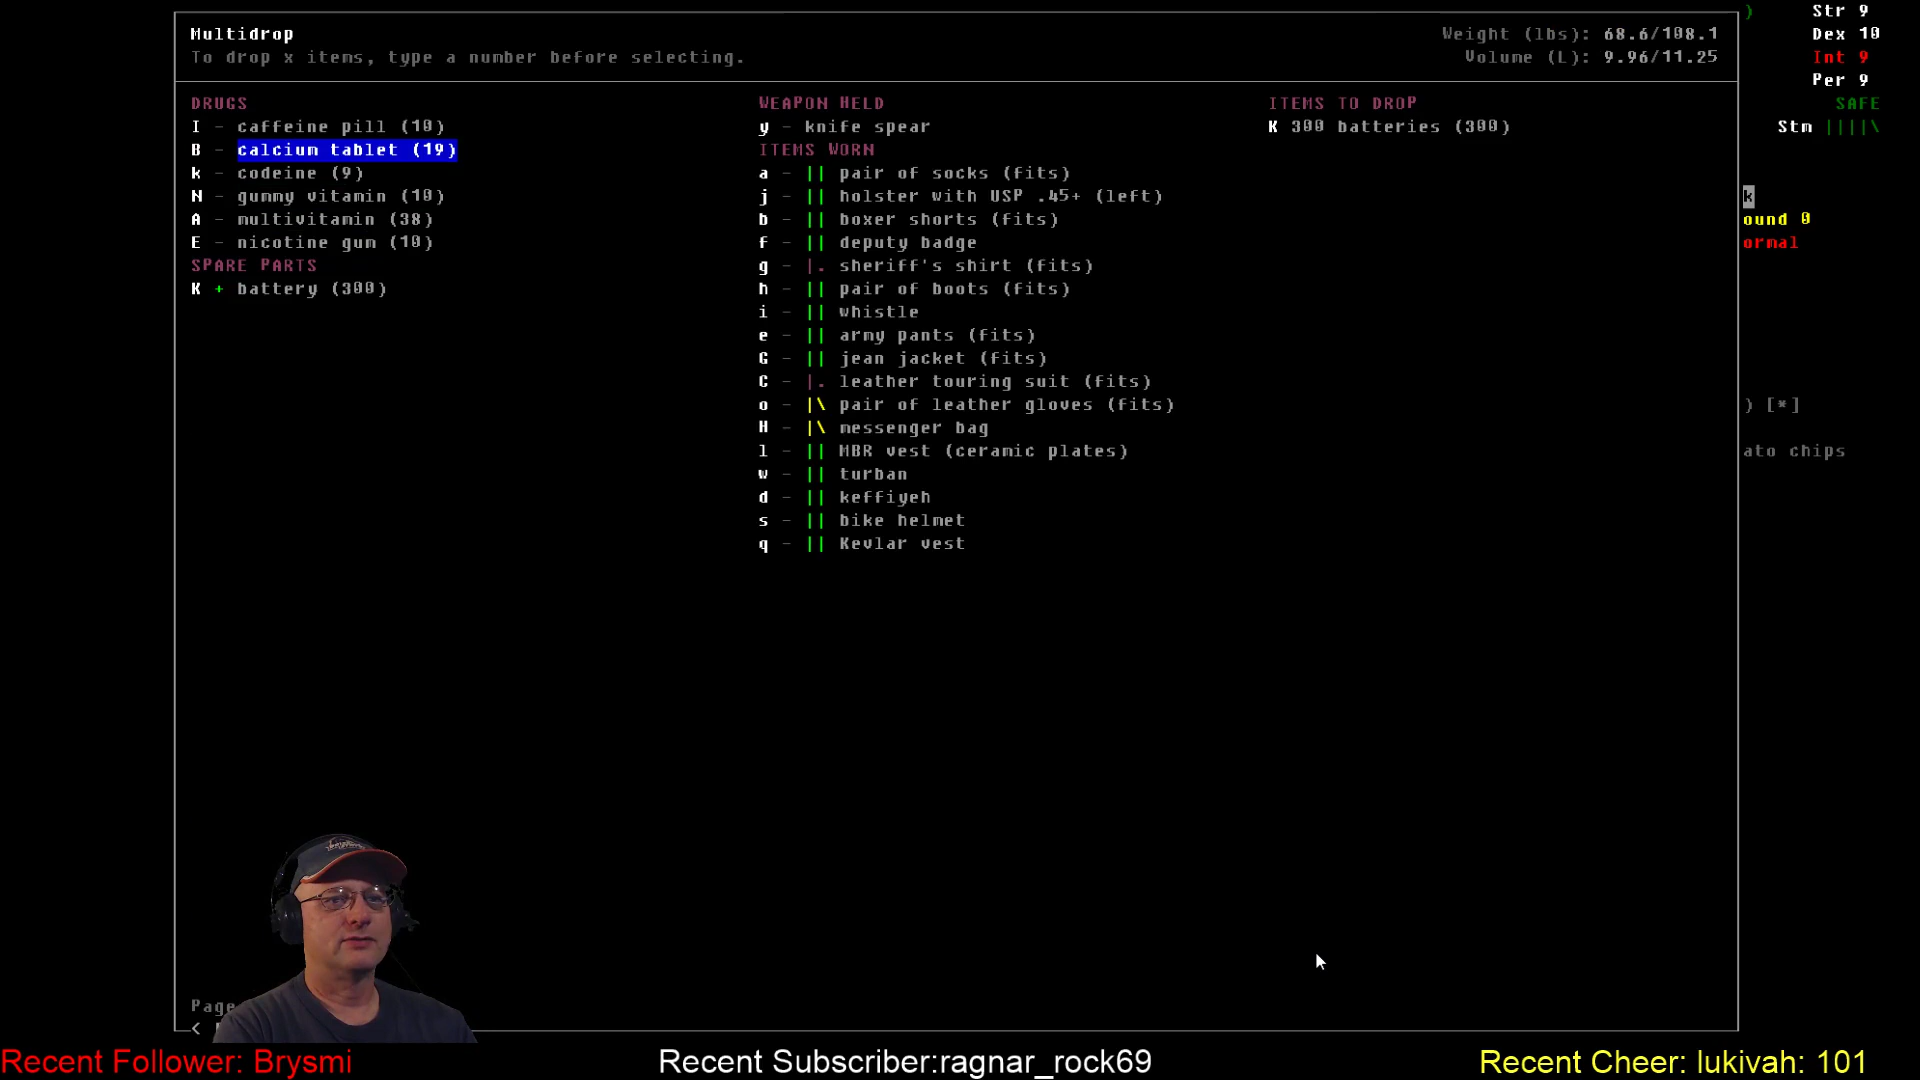 Multidrop
To drop x items, type a number before selecting.
Weight (lbs): 68.6/108.1
Volume (L): 9.96/11.25
DRUGS
I - caffeine pill (10)
B - calcium tablet (19)
k - codeine (9)
N - gummy vitamin (10)
A - multivitamin (38)
E - nicotine gum (10)
SPARE PARTS
K + battery (300)
WEAPON HELD
y - knife spear
ITEMS WORN
a - || pair of socks (fits)
j - || holster with USP .45+ (left)
b - || boxer shorts (fits)
f - || deputy badge
g - |. sheriff's shirt (fits)
h - || pair of boots (fits)
i - || whistle
e - || army pants (fits)
G - || jean jacket (fits)
C - |. leather touring suit (fits)
o - |\ pair of leather gloves (fits)
H - |\ messenger bag
l - || MBR vest (ceramic plates)
w - || turban
d - || keffiyeh
s - || bike helmet
q - || Kevlar vest
ITEMS TO DROP
K 300 batteries (300)
) Str 9
Dex 10
Int 9
Per 9
SAFE
Stm ||||\
k
ound 0
ormal
) [*]
ato chips
Page
<
Recent Follower: Brysmi
Recent Subscriber:ragnar_rock69
Recent Cheer: lukivah: 101